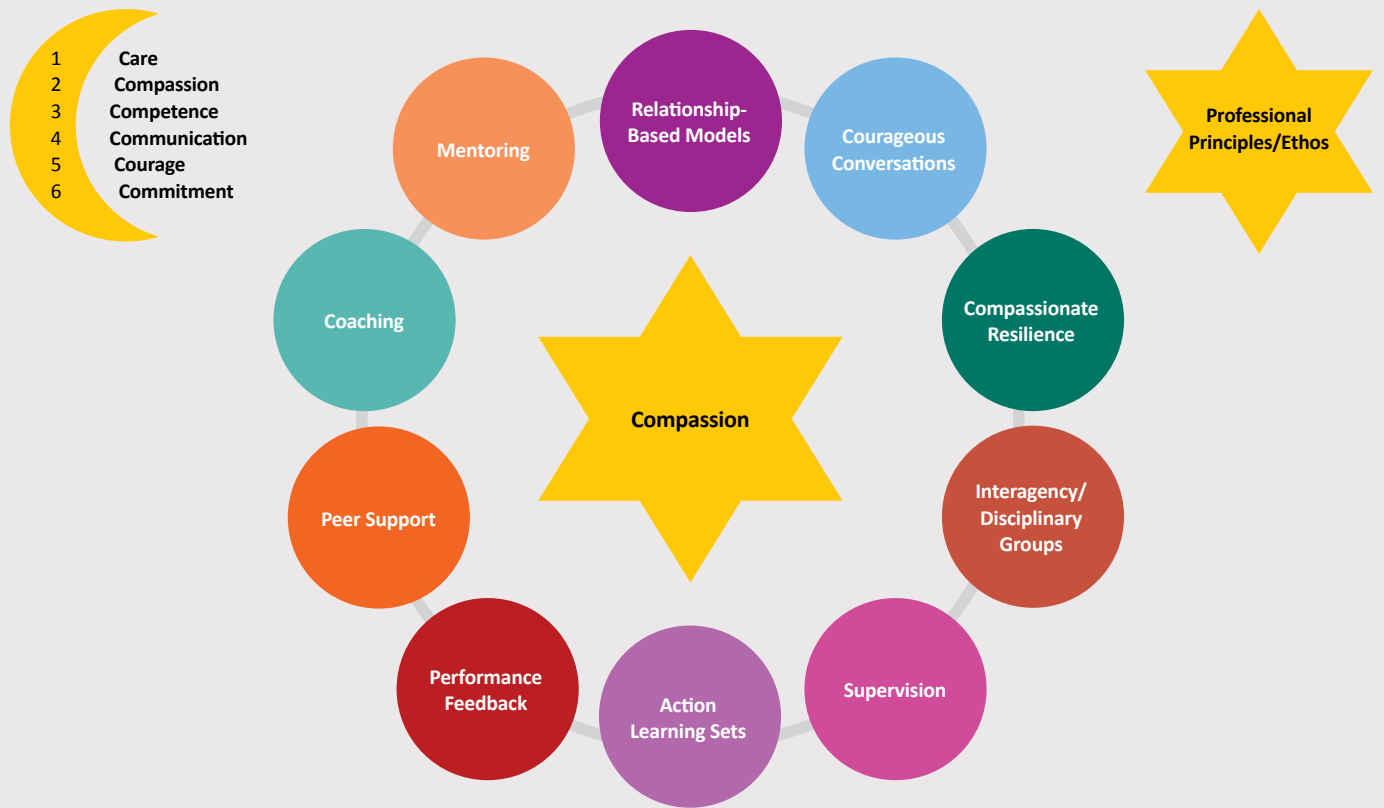 1 Care
2 Compassion
3 Competence
4 Communication
5 Courage
6 Commitment
Professional
Principles/Ethos
Relationship-
Based Models
Courageous
Conversations
Compassionate
Resilience
Interagency/
Disciplinary
Groups
Supervision
Action
Learning Sets
Performance
Feedback
Peer Support
Coaching
Mentoring
Compassion